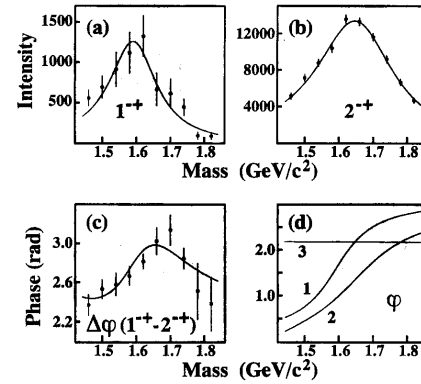 (a)
1500
1000
500
Intensity
1⁻⁺
1.5 1.6 1.7 1.8
(b)
12000
8000
4000
2⁻⁺
1.5 1.6 1.7 1.8
Mass (GeV/c²)
(c)
3.0
2.6
2.2
Phase (rad)
Δφ (1⁻⁺-2⁻⁺)
1.5 1.6 1.7 1.8
(d)
2.0
1.0
3
1
2
φ
1.5 1.6 1.7 1.8
Mass (GeV/c²)